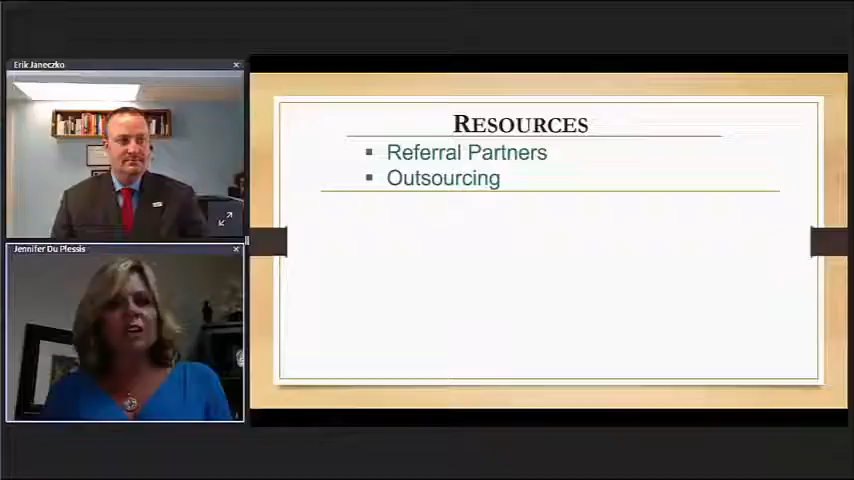 Erik Janeczko
Jennifer Du Plessis
RESOURCES
▪ Referral Partners
▪ Outsourcing